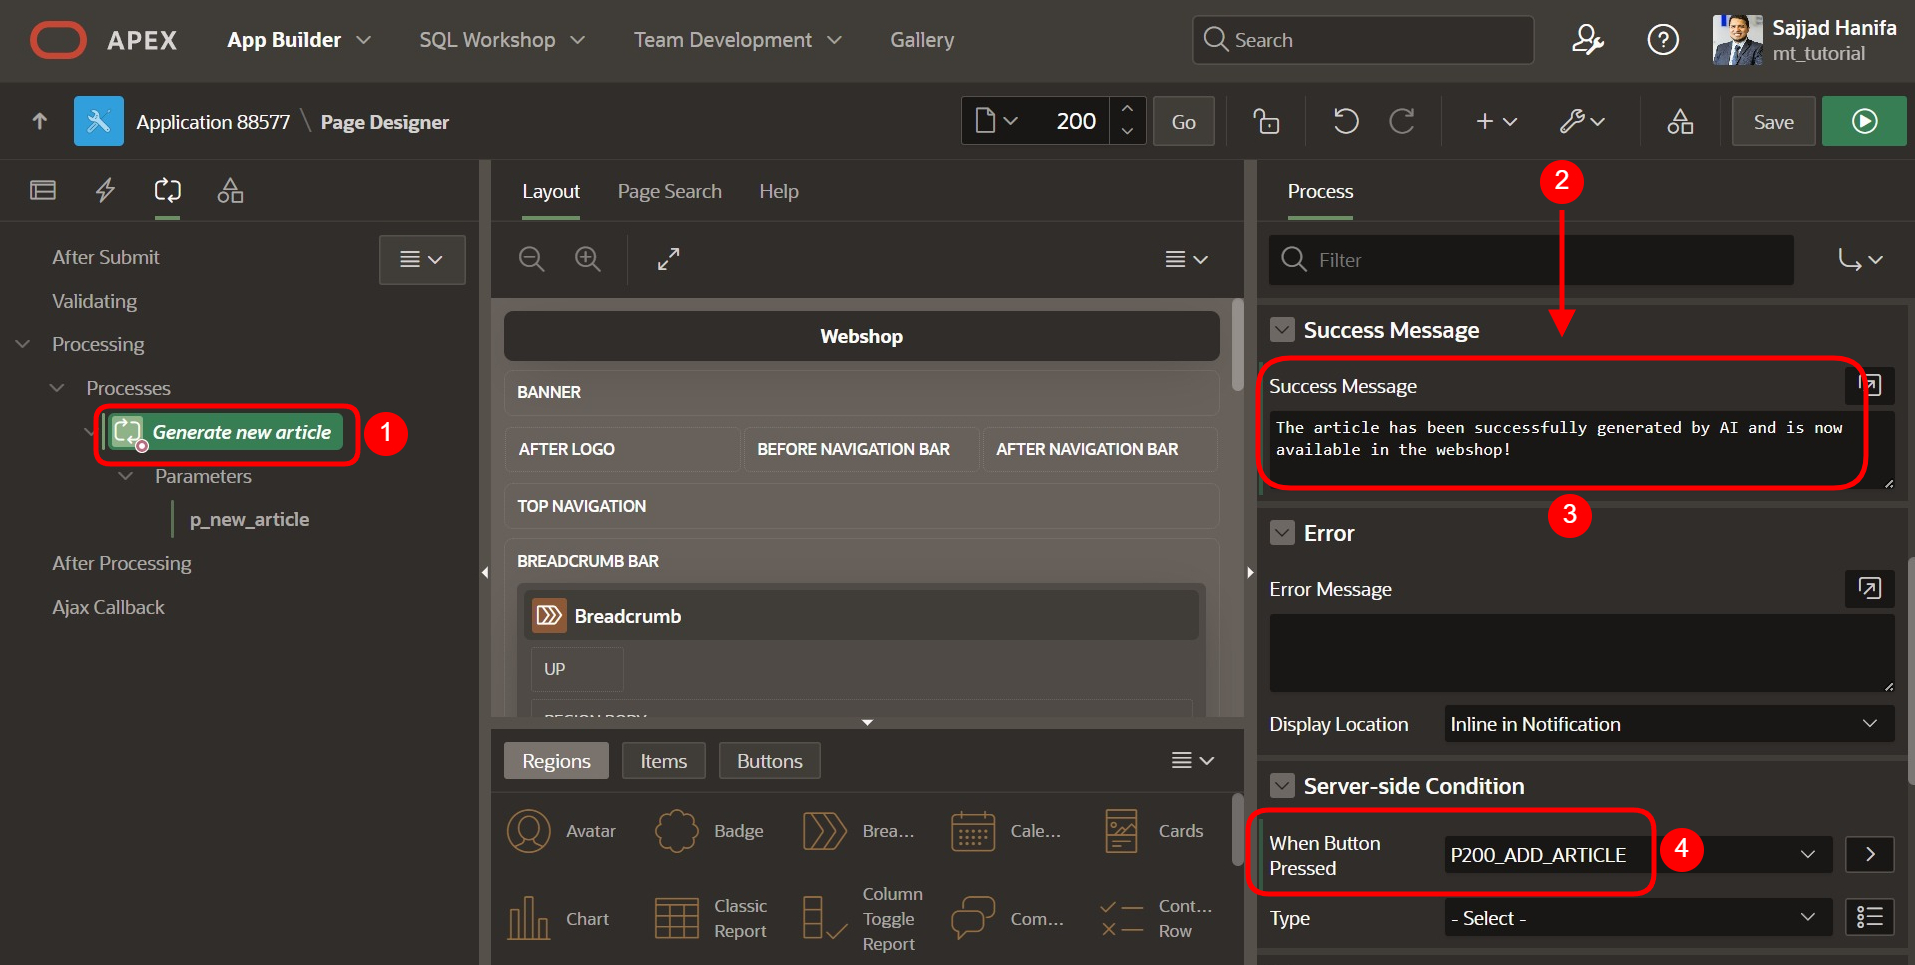 APEX
App Builder
SQL Workshop
Team Development
Gallery
Search
Sajjad Hanifa
mt_tutorial
Application 88577 \ Page Designer
200
Go
Save
After Submit
Validating
Processing
Processes
Generate new article
1
Parameters
p_new_article
After Processing
Ajax Callback
Layout
Page Search
Help
Webshop
BANNER
AFTER LOGO
BEFORE NAVIGATION BAR
AFTER NAVIGATION BAR
TOP NAVIGATION
BREADCRUMB BAR
Breadcrumb
UP
REGION BODY
Regions
Items
Buttons
Avatar
Badge
Brea...
Cale...
Cards
Chart
Classic
Report
Column
Toggle
Report
Com...
Cont...
Row
Process
2
Filter
Success Message
Success Message
The article has been successfully generated by AI and is now
available in the webshop!
3
Error
Error Message
Display Location
Inline in Notification
Server-side Condition
When Button
Pressed
P200_ADD_ARTICLE
4
Type
- Select -